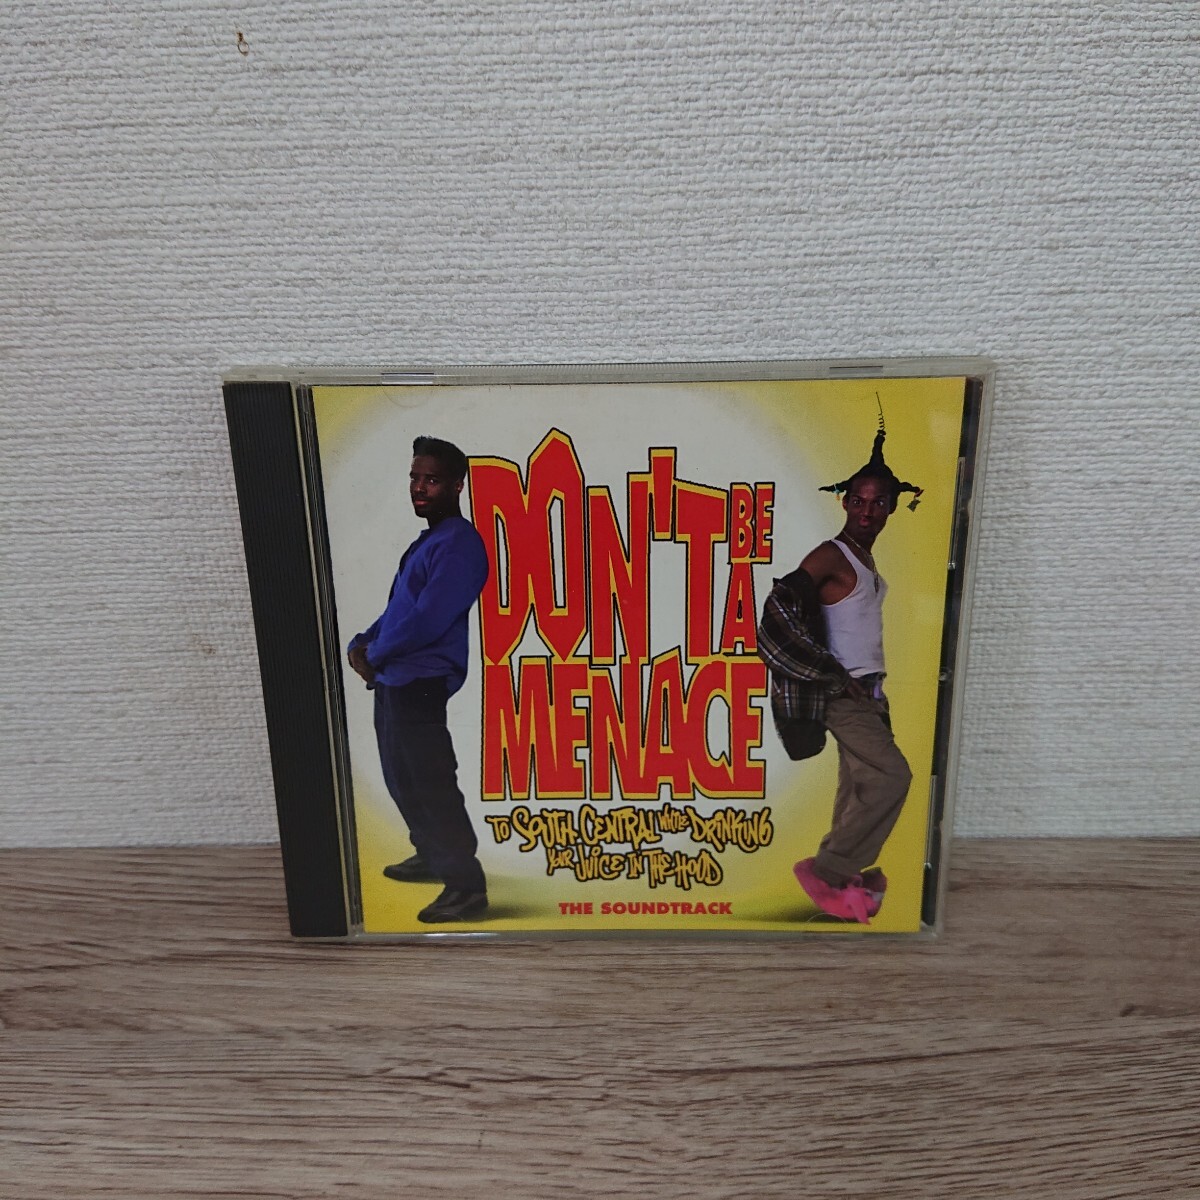 DON'T BE
A
MENACE
TO SOUTH CENTRAL WHILE DRINKING
YOUR JUICE IN THE HOOD
THE SOUNDTRACK